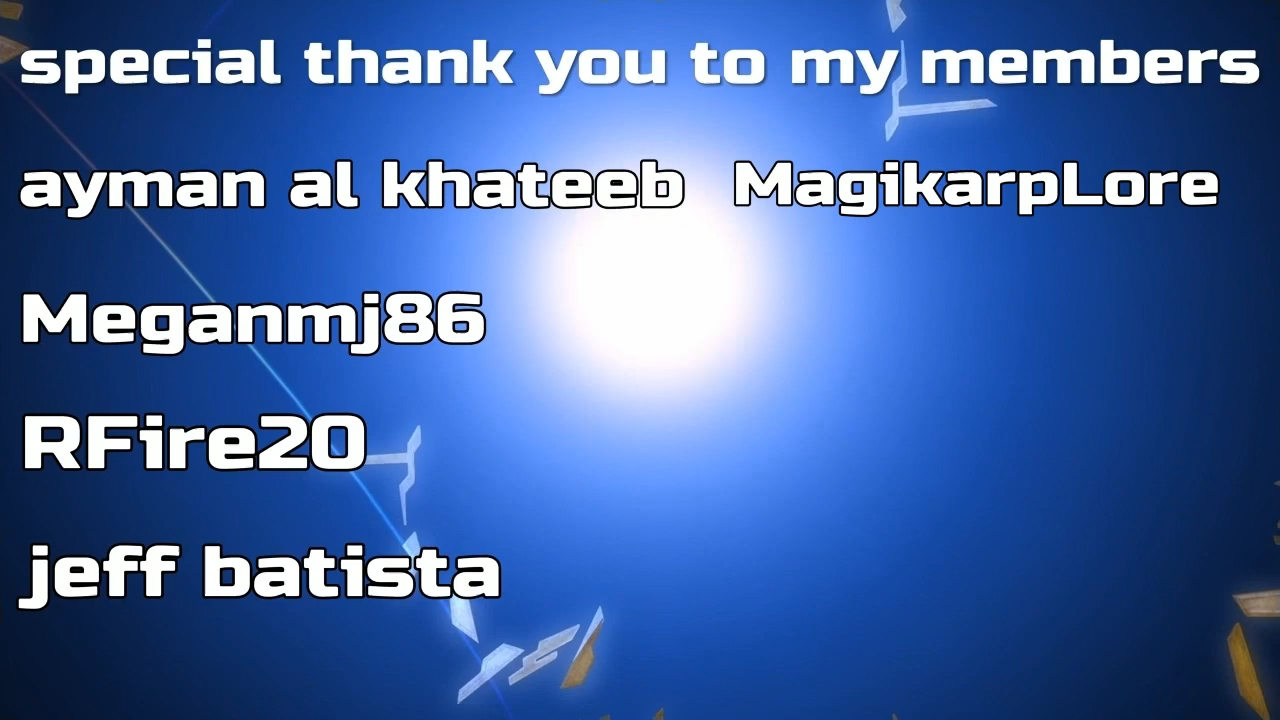 special thank you to my members
ayman al khateeb MagikarpLore
Meganmj86
RFire20
jeff batista